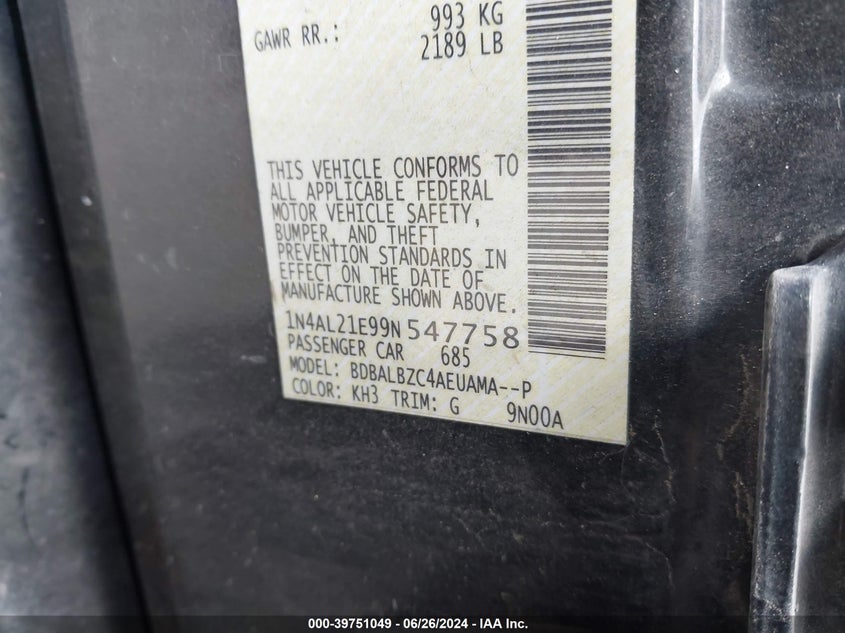 GAWR RR.: 993 KG
2189 LB
THIS VEHICLE CONFORMS TO
ALL APPLICABLE FEDERAL
MOTOR VEHICLE SAFETY,
BUMPER, AND THEFT
PREVENTION STANDARDS IN
EFFECT ON THE DATE OF
MANUFACTURE SHOWN ABOVE.
1N4AL21E99N547758
PASSENGER CAR 685
MODEL: BDBALBZC4AEUAMA--P
COLOR: KH3 TRIM: G 9N00A
000-39751049 - 06/26/2024 - IAA Inc.